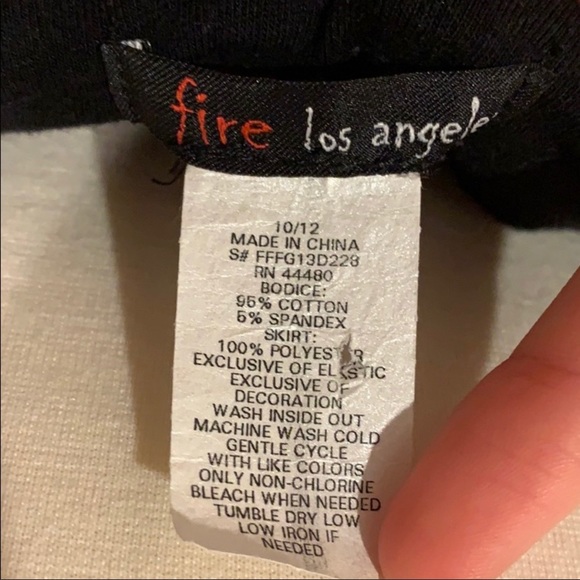 fire los angeles
10/12
MADE IN CHINA
S# FFFG13D228
RN 44480
BODICE:
95% COTTON
5% SPANDEX
SKIRT:
100% POLYESTER
EXCLUSIVE OF ELASTIC
EXCLUSIVE OF
DECORATION
WASH INSIDE OUT
MACHINE WASH COLD
GENTLE CYCLE
WITH LIKE COLORS
ONLY NON-CHLORINE
BLEACH WHEN NEEDED
TUMBLE DRY LOW
LOW IRON IF
NEEDED